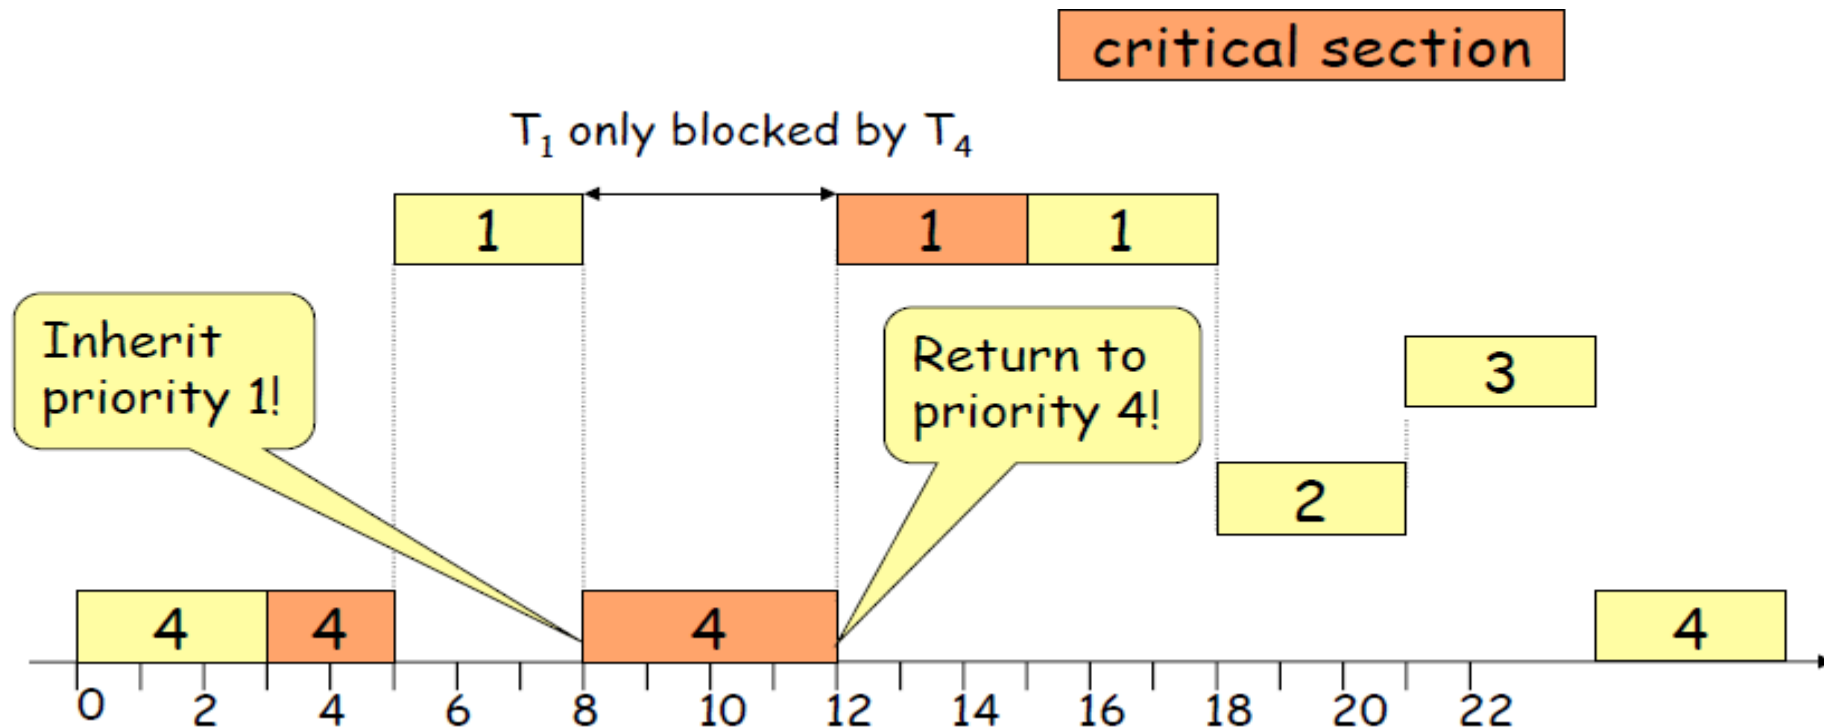 critical section
T₁ only blocked by T₄
1
1
1
Inherit
priority 1!
Return to
priority 4!
3
2
4
4
4
4
0 2 4 6 8 10 12 14 16 18 20 22